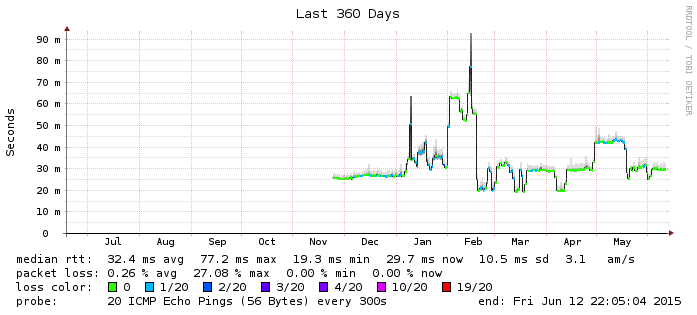 Last 360 Days
RRDTOOL / TOBI OETIKER
Seconds
90 m
80 m
70 m
60 m
50 m
40 m
30 m
20 m
10 m
0
Jul Aug Sep Oct Nov Dec Jan Feb Mar Apr May
median rtt: 32.4 ms avg 77.2 ms max 19.3 ms min 29.7 ms now 10.5 ms sd 3.1 am/s
packet loss: 0.26 % avg 27.08 % max 0.00 % min 0.00 % now
loss color: 0 1/20 2/20 3/20 4/20 10/20 19/20
probe: 20 ICMP Echo Pings (56 Bytes) every 300s end: Fri Jun 12 22:05:04 2015